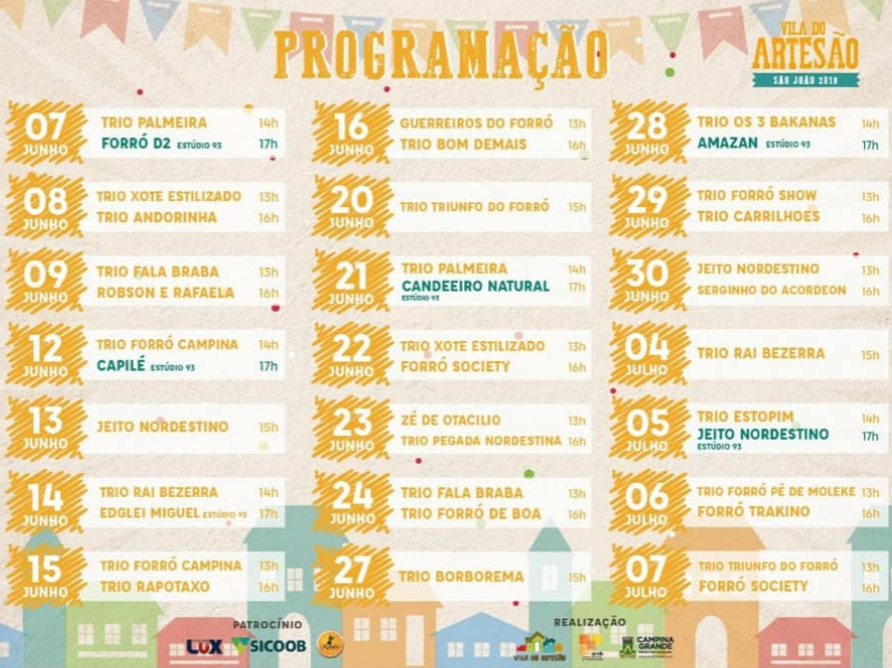 PROGRAMAÇÃO
VILA DO
ARTESÃO
SÃO JOÃO 2019
07 JUNHO
TRIO PALMEIRA 14h
FORRÓ D2 ESTÚDIO 93 17h
08 JUNHO
TRIO XOTE ESTILIZADO 13h
TRIO ANDORINHA 16h
09 JUNHO
TRIO FALA BRABA 13h
ROBSON E RAFAELA 16h
12 JUNHO
TRIO FORRÓ CAMPINA 14h
CAPILÉ ESTÚDIO 93 17h
13 JUNHO
JEITO NORDESTINO 15h
14 JUNHO
TRIO RAI BEZERRA 14h
EDGLEI MIGUEL ESTÚDIO 93 17h
15 JUNHO
TRIO FORRÓ CAMPINA 13h
TRIO RAPOTAXO 16h
16 JUNHO
GUERREIROS DO FORRÓ 13h
TRIO BOM DEMAIS 16h
20 JUNHO
TRIO TRIUNFO DO FORRÓ 15h
21 JUNHO
TRIO PALMEIRA 14h
CANDEEIRO NATURAL 17h
ESTÚDIO 93
22 JUNHO
TRIO XOTE ESTILIZADO 13h
FORRÓ SOCIETY 16h
23 JUNHO
ZÉ DE OTACILIO 13h
TRIO PEGADA NORDESTINA 16h
24 JUNHO
TRIO FALA BRABA 13h
TRIO FORRÓ DE BOA 16h
27 JUNHO
TRIO BORBOREMA 15h
28 JUNHO
TRIO OS 3 BAKANAS 14h
AMAZAN ESTÚDIO 93 17h
29 JUNHO
TRIO FORRÓ SHOW 13h
TRIO CARRILHOES 16h
30 JUNHO
JEITO NORDESTINO 13h
SERGINHO DO ACORDEON 16h
04 JULHO
TRIO RAI BEZERRA 15h
05 JULHO
TRIO ESTOPIM 14h
JEITO NORDESTINO 17h
ESTÚDIO 93
06 JULHO
TRIO FORRÓ PÉ DE MOLEKE 13h
FORRÓ TRAKINO 16h
07 JULHO
TRIO TRIUNFO DO FORRÓ 13h
FORRÓ SOCIETY 16h
PATROCÍNIO
LUX SICOOB
REALIZAÇÃO
VILA DO ARTESÃO
CAMPINA
GRANDE